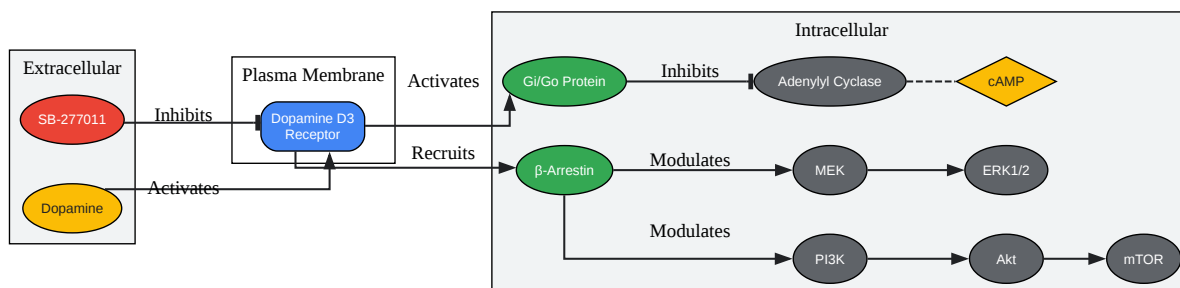 Extracellular
SB-277011
Dopamine
Inhibits
Activates
Plasma Membrane
Dopamine D3
Receptor
Activates
Recruits
Intracellular
Gi/Go Protein
Inhibits
Adenylyl Cyclase
cAMP
β-Arrestin
Modulates
MEK
ERK1/2
Modulates
PI3K
Akt
mTOR